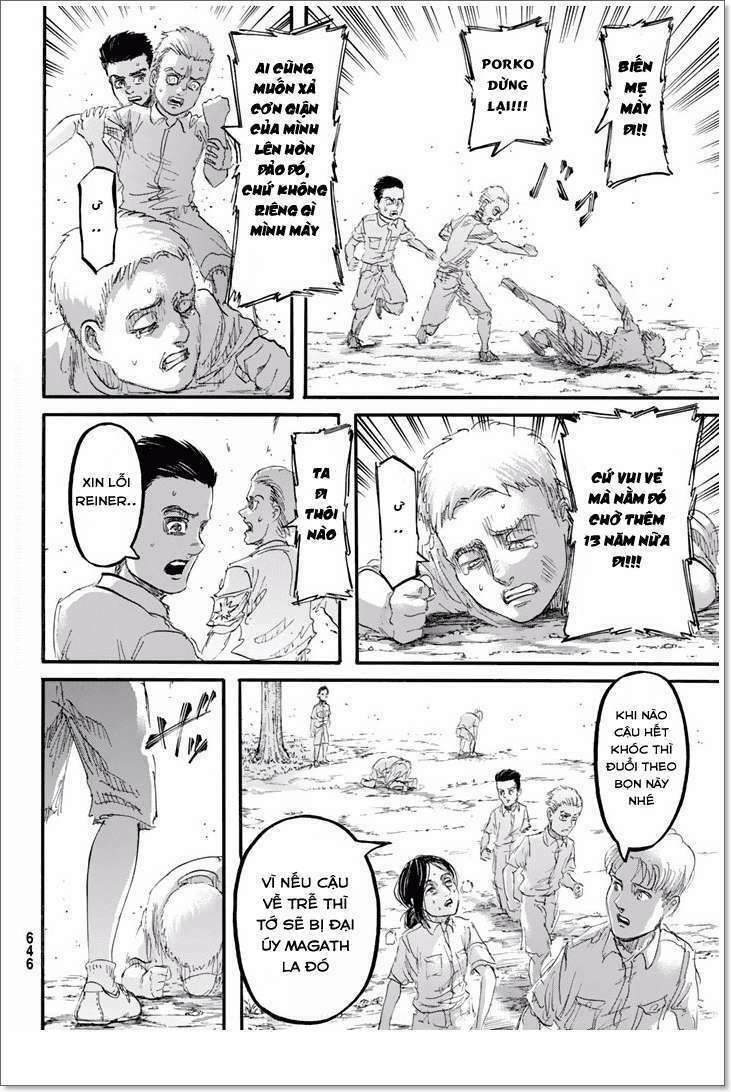 BIẾN
MẸ
MÀY
ĐI!!
PORKO
DỪNG
LẠI!!!
AI CŨNG
MUỐN XẢ
CƠN GIẬN
CỦA MÌNH
LÊN HÒN
ĐẢO ĐÓ,
CHỨ KHÔNG
RIÊNG GÌ
MÌNH MÀY
CỨ VUI VẺ
MÀ NẰM ĐÓ
CHỜ THÊM
13 NĂM NỮA
ĐI!!!
TA
ĐI
THÔI
NÀO
XIN LỖI
REINER..
KHI NÀO
CẬU HẾT
KHÓC THÌ
ĐUỔI THEO
BỌN NÀY
NHÉ
VÌ NẾU CẬU
VỀ TRỄ THÌ
TỚ SẼ BỊ ĐẠI
ÚY MAGATH
LA ĐÓ
646